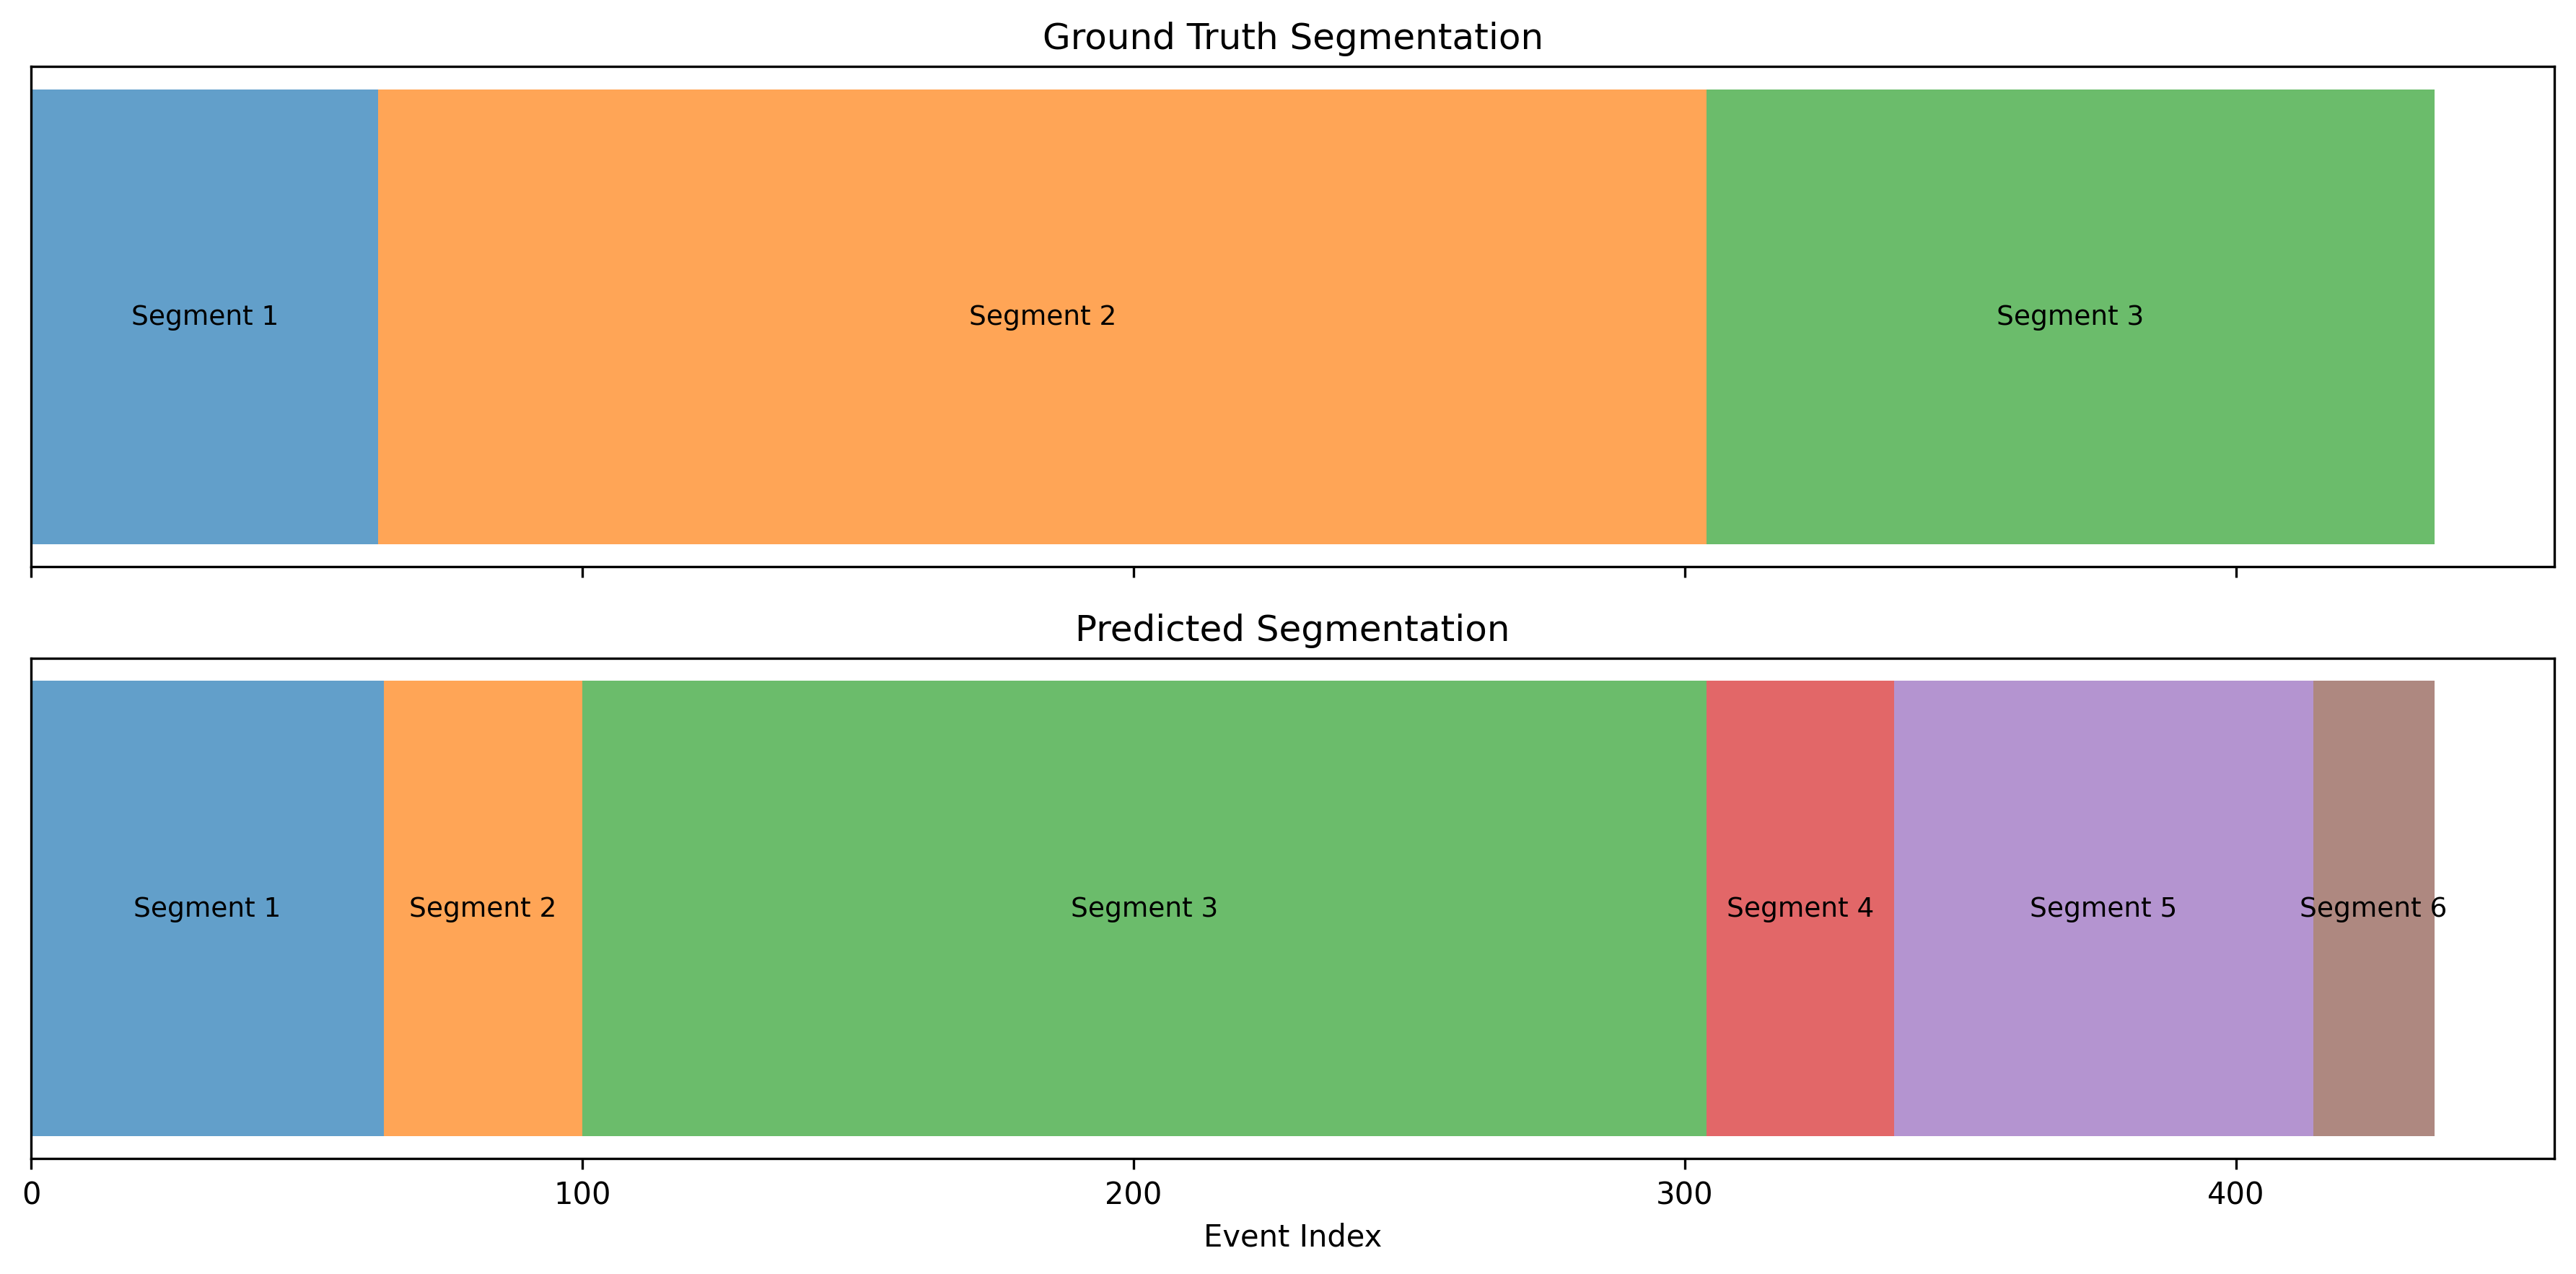 Ground Truth Segmentation
Segment 1 Segment 2 Segment 3
Predicted Segmentation
Segment 1 Segment 2 Segment 3 Segment 4 Segment 5 Segment 6
0 100 200 300 400
Event Index